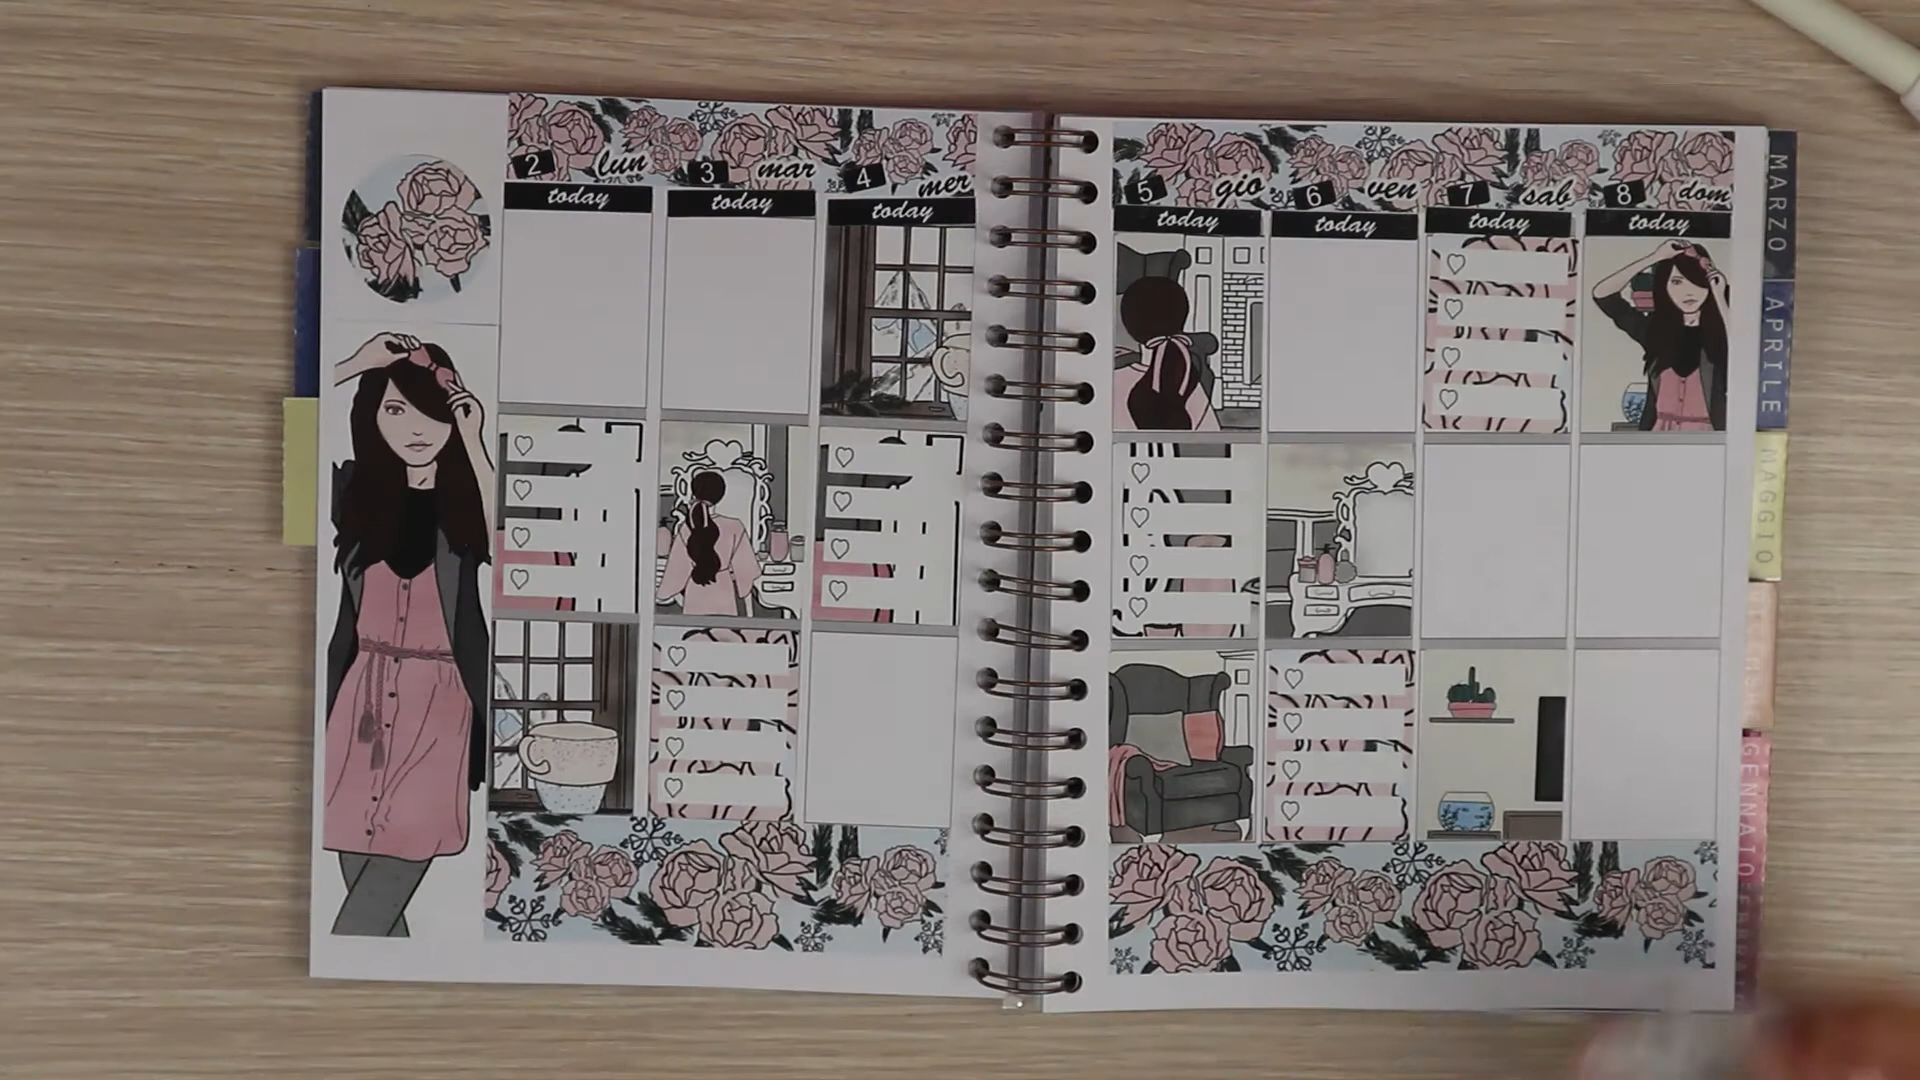 2 lun 3 mar 4 mer
today today today
5 gio 6 ven 7 sab 8 dom
today today today today
MARZO
APRILE
MAGGIO
GENNAIO